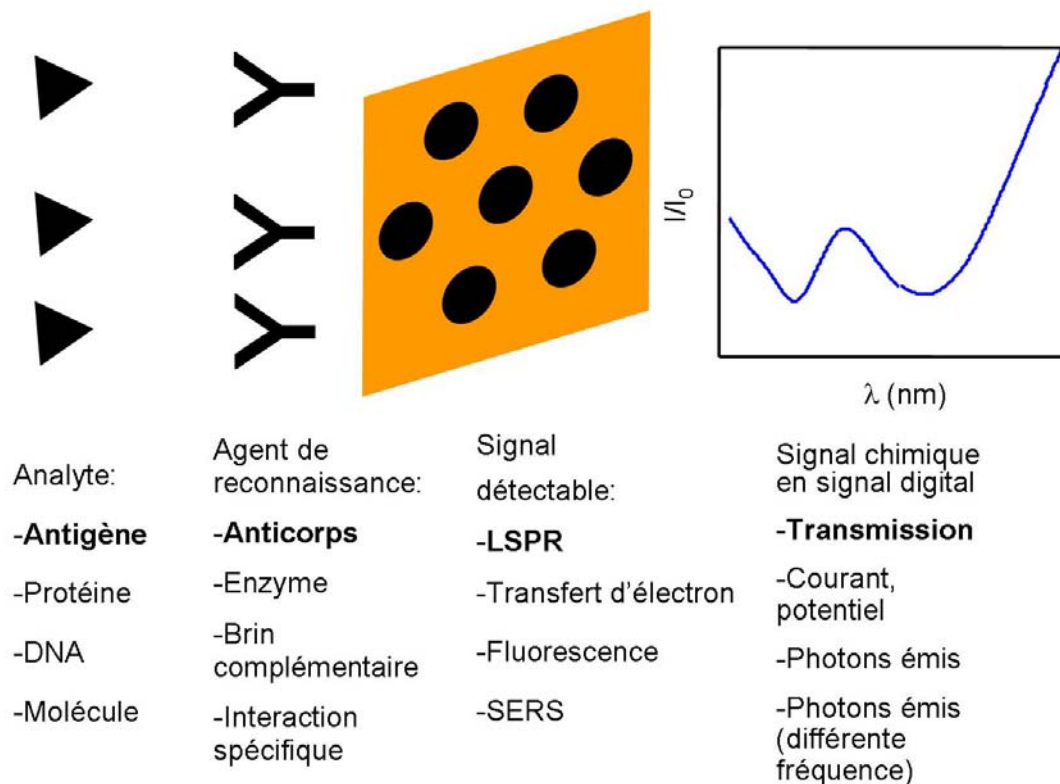 I/I0
λ (nm)
Analyte:
-Antigène
-Protéine
-DNA
-Molécule
Agent de
reconnaissance:
-Anticorps
-Enzyme
-Brin
complémentaire
-Interaction
spécifique
Signal
détectable:
-LSPR
-Transfert d'électron
-Fluorescence
-SERS
Signal chimique
en signal digital
-Transmission
-Courant,
potentiel
-Photons émis
-Photons émis
(différente
fréquence)